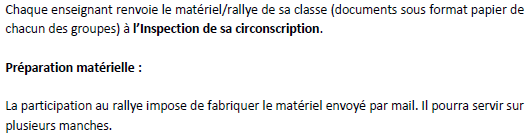 Chaque enseignant renvoie le matériel/rallye de sa classe (documents sous format papier de
chacun des groupes) à l'Inspection de sa circonscription.
Préparation matérielle :
La participation au rallye impose de fabriquer le matériel envoyé par mail. Il pourra servir sur
plusieurs manches.